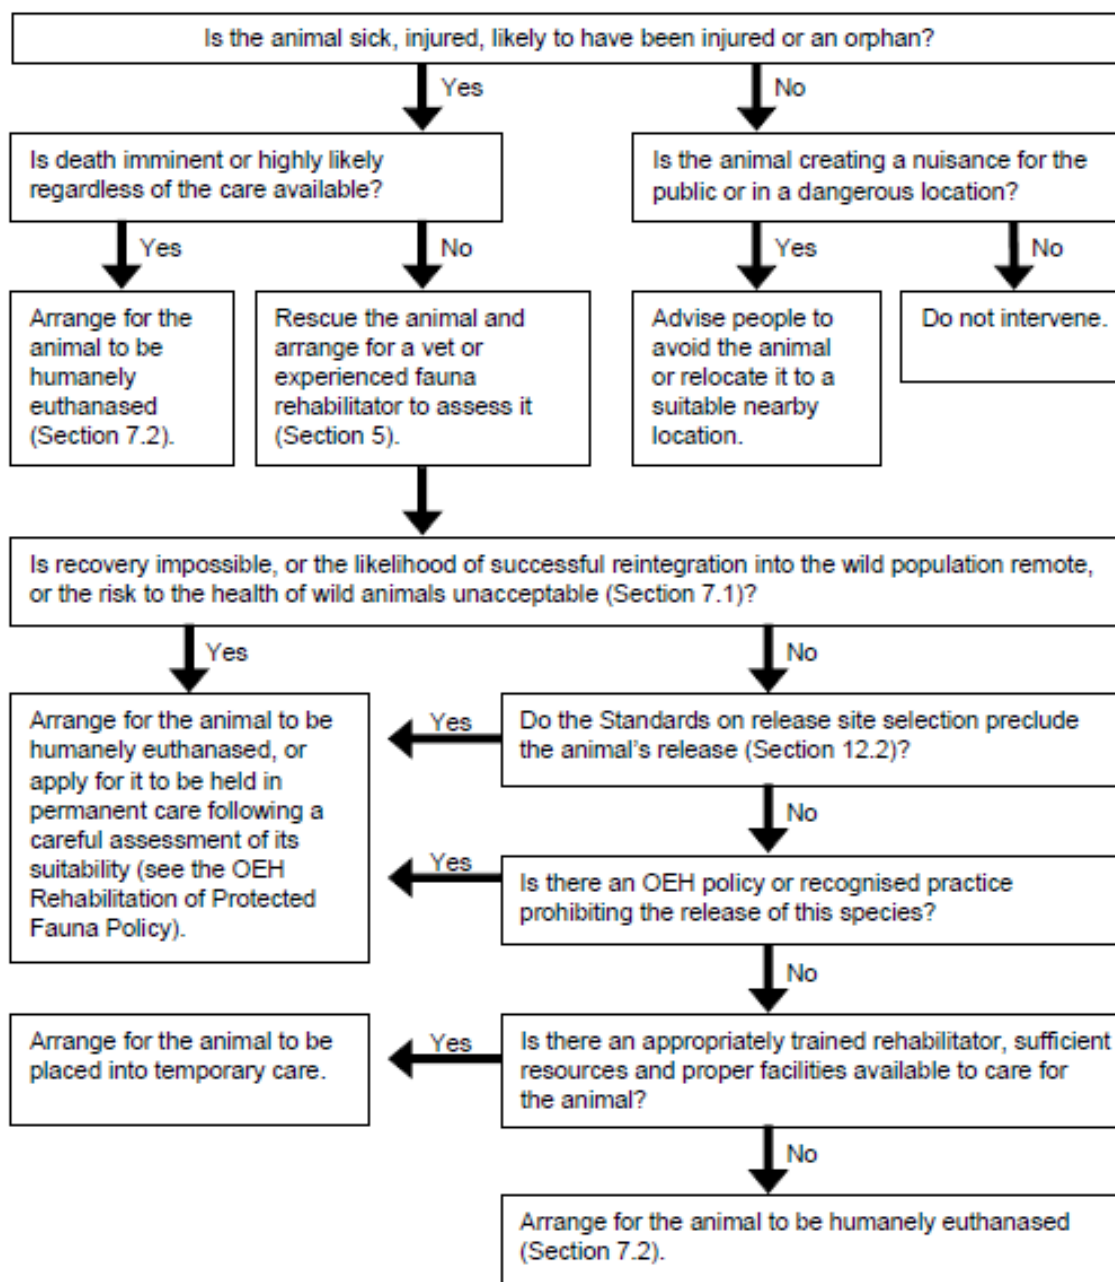 Is the animal sick, injured, likely to have been injured or an orphan?
Yes
No
Is death imminent or highly likely
regardless of the care available?
Is the animal creating a nuisance for the
public or in a dangerous location?
Yes
No
Yes
No
Arrange for the
animal to be
humanely
euthanased
(Section 7.2).
Rescue the animal and
arrange for a vet or
experienced fauna
rehabilitator to assess it
(Section 5).
Advise people to
avoid the animal
or relocate it to a
suitable nearby
location.
Do not intervene.
Is recovery impossible, or the likelihood of successful reintegration into the wild population remote,
or the risk to the health of wild animals unacceptable (Section 7.1)?
Yes
No
Arrange for the animal to be
humanely euthanased, or
apply for it to be held in
permanent care following a
careful assessment of its
suitability (see the OEH
Rehabilitation of Protected
Fauna Policy).
Yes
Do the Standards on release site selection preclude
the animal's release (Section 12.2)?
No
Yes
Is there an OEH policy or recognised practice
prohibiting the release of this species?
No
Arrange for the animal to be
placed into temporary care.
Yes
Is there an appropriately trained rehabilitator, sufficient
resources and proper facilities available to care for
the animal?
No
Arrange for the animal to be humanely euthanased
(Section 7.2).